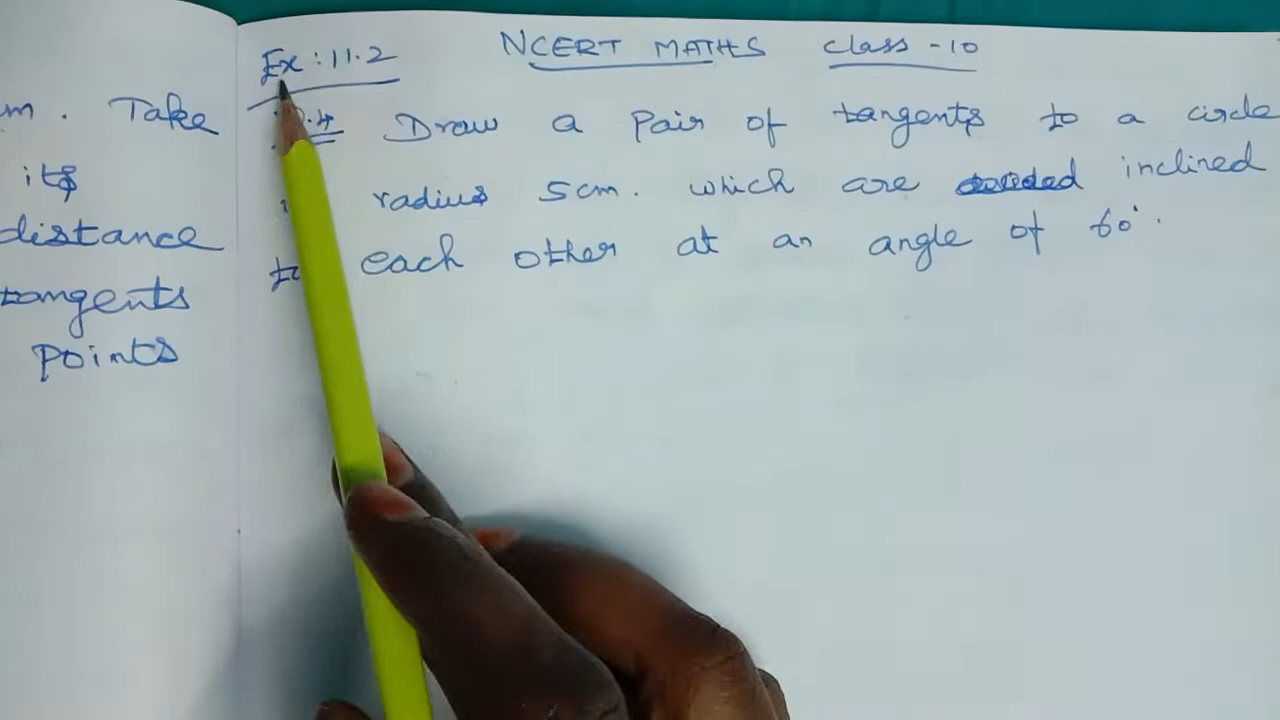 Ex : 11.2 NCERT MATHS class - 10
Draw a Pair of tangents to a circle
radius 5cm. which are inclined
to each other at an angle of 60°.
m. Take
its
distance
tangents
Points